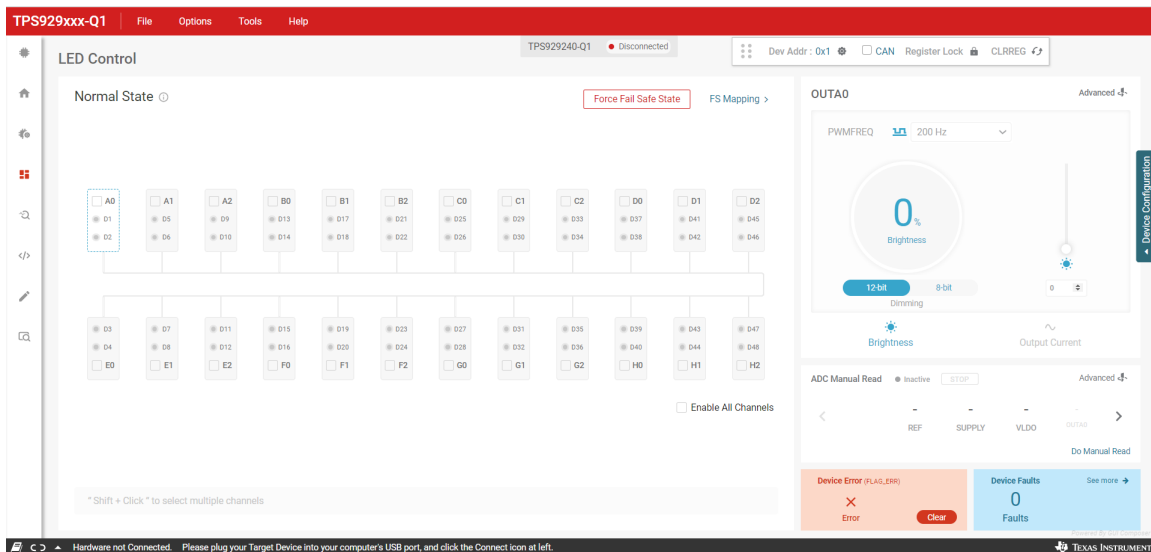 TPS929xxx-Q1 File Options Tools Help
LED Control
TPS929240-Q1 Disconnected
Dev Addr : 0x1 CAN Register Lock CLRREG
Normal State
Force Fail Safe State FS Mapping >
A0 A1 A2 B0 B1 B2 C0 C1 C2 D0 D1 D2
D1 D5 D9 D13 D17 D21 D25 D29 D33 D37 D41 D45
D2 D6 D10 D14 D18 D22 D26 D30 D34 D38 D42 D46
D3 D7 D11 D15 D19 D23 D27 D31 D35 D39 D43 D47
D4 D8 D12 D16 D20 D24 D28 D32 D36 D40 D44 D48
E0 E1 E2 F0 F1 F2 G0 G1 G2 H0 H1 H2
Enable All Channels
" Shift + Click " to select multiple channels
OUTA0 Advanced
PWMFREQ 200 Hz
0 %
Brightness
12-bit 8-bit 0
Dimming
Brightness Output Current
Device Configuration
ADC Manual Read Inactive STOP Advanced
- - - -
REF SUPPLY VLDO OUTA0
Do Manual Read
Device Error (FLAG_ERR)
Error Clear
Device Faults See more
0
Faults
Hardware not Connected. Please plug your Target Device into your computer's USB port, and click the Connect icon at left.
TEXAS INSTRUMENT